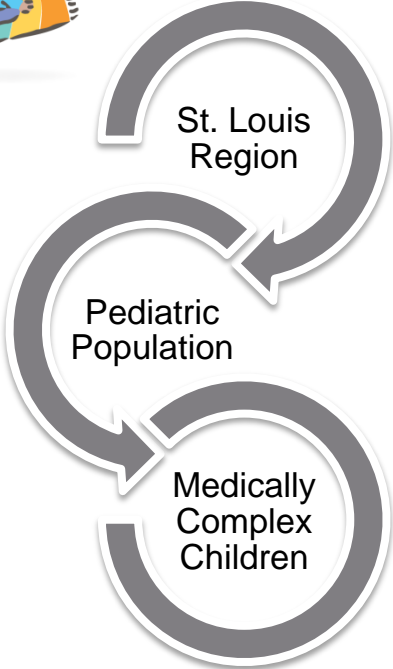 St. Louis
Region
Pediatric
Population
Medically
Complex
Children